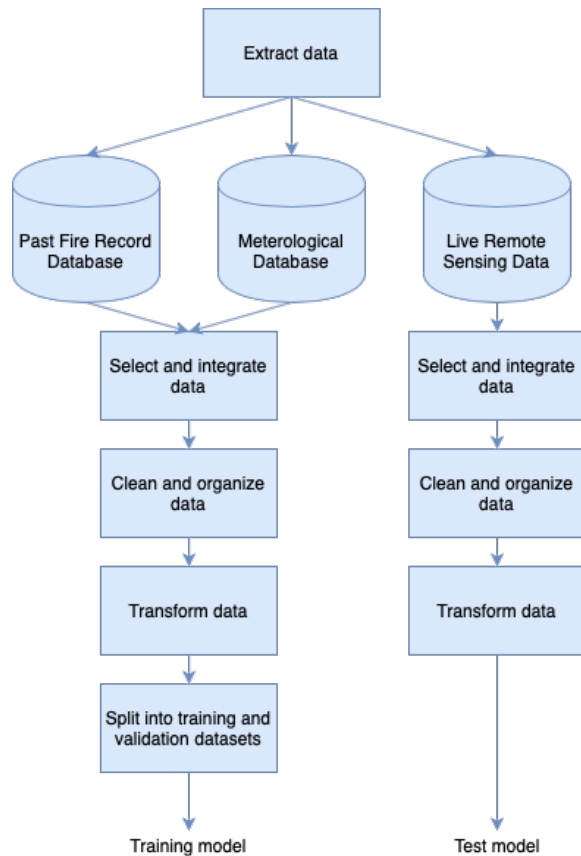 Extract data
Past Fire Record
Database
Meterological
Database
Live Remote
Sensing Data
Select and integrate
data
Select and integrate
data
Clean and organize
data
Clean and organize
data
Transform data
Transform data
Split into training and
validation datasets
Training model
Test model